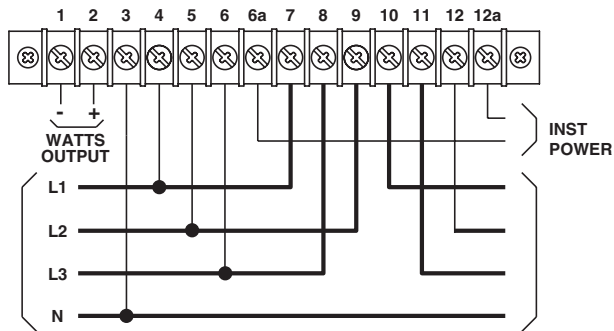 1 2 3 4 5 6 6a 7 8 9 10 11 12 12a
- +
WATTS
OUTPUT
INST
POWER
L1
L2
L3
N